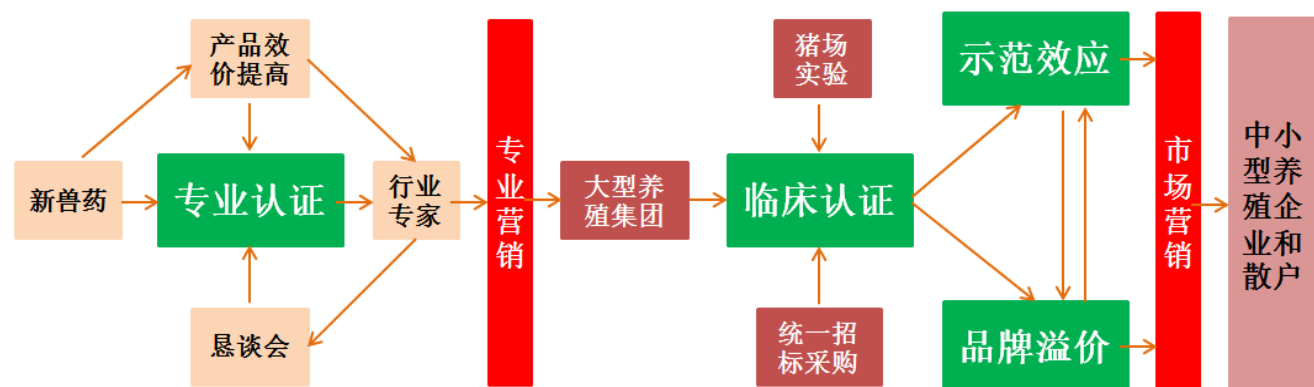 产品效
价提高
新兽药
专业认证
行业
专家
恳谈会
专业营销
大型养
殖集团
猪场
实验
临床认证
统一招
标采购
示范效应
品牌溢价
市场营销
中小
型养
殖企
业和
散户